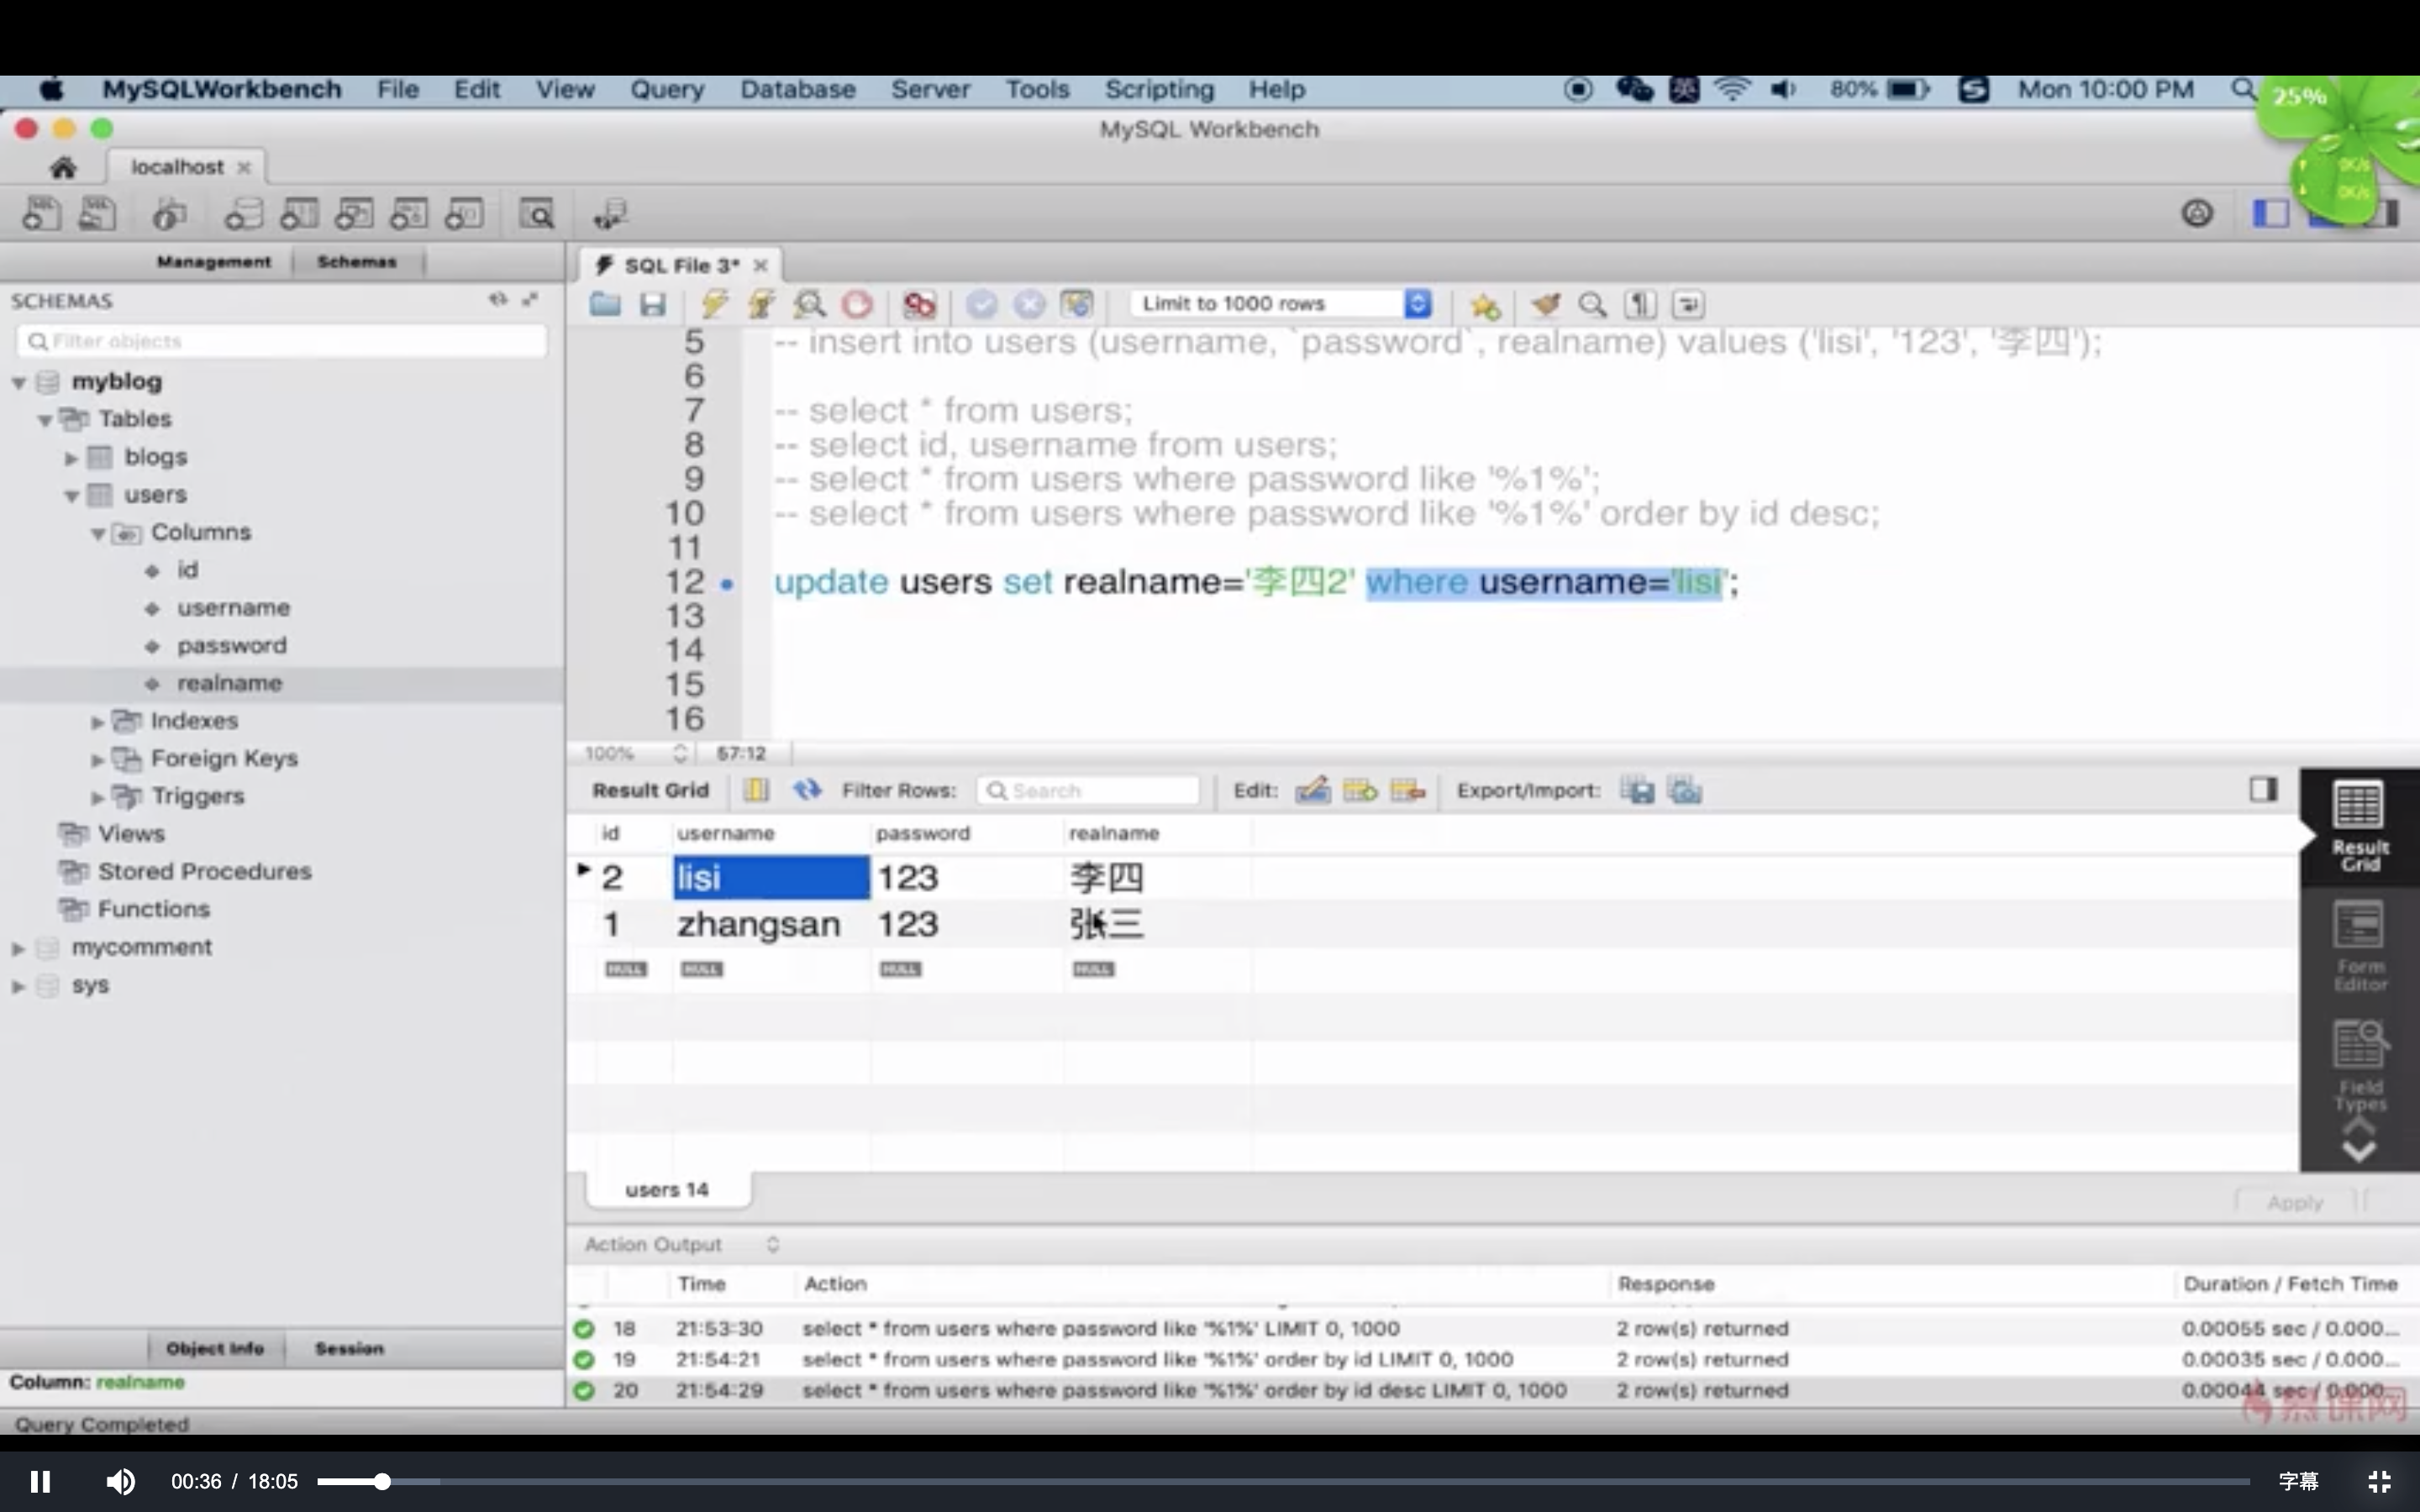 MySQLWorkbench File Edit View Query Database Server Tools Scripting Help 英 80% Mon 10:00 PM
25%
MySQL Workbench
localhost
0K/s
0K/s
Management Schemas
SQL File 3*
SCHEMAS
Limit to 1000 rows
Filter objects
5 -- insert into users (username, `password`, realname) values ('lisi', '123', '李四');
6
myblog
7 -- select * from users;
Tables
8 -- select id, username from users;
blogs
9 -- select * from users where password like '%1%';
users
10 -- select * from users where password like '%1%' order by id desc;
Columns
11
id
12 update users set realname='李四2' where username='lisi';
username
13
password
14
realname
15
Indexes
16
Foreign Keys
100% 57:12
Triggers
Result Grid Filter Rows: Search Edit: Export/Import:
Views
id username password realname
Result
Grid
Stored Procedures
2 lisi 123 李四
Functions
1 zhangsan 123 张三
mycomment
NULL NULL NULL NULL
Form
Editor
sys
Field
Types
users 14
Apply
Action Output
Time Action Response Duration / Fetch Time
18 21:53:30 select * from users where password like '%1%' LIMIT 0, 1000 2 row(s) returned 0.00055 sec / 0.000...
Object Info Session
19 21:54:21 select * from users where password like '%1%' order by id LIMIT 0, 1000 2 row(s) returned 0.00035 sec / 0.000...
Column: realname
20 21:54:29 select * from users where password like '%1%' order by id desc LIMIT 0, 1000 2 row(s) returned 0.00044 sec / 0.000...
慕课网
Query Completed
00:36 / 18:05 字幕